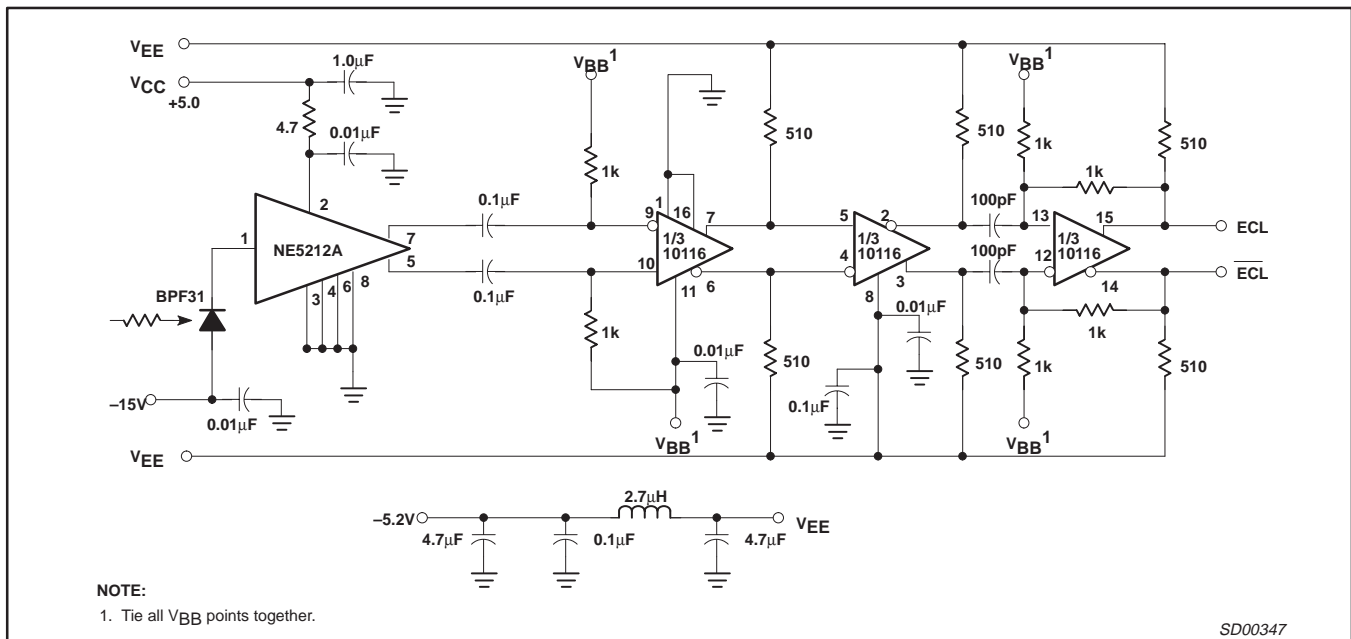 VEE
VCC
+5.0
1.0μF
4.7
0.01μF
2
1
NE5212A
7
5
3
4
6
8
BPF31
–15V
0.01μF
VEE
0.1μF
0.1μF
VBB1
1k
1k
9
10
1
16
1/3
10116
7
6
11
0.01μF
VBB1
510
510
5
4
1/3
10116
2
3
8
0.01μF
0.1μF
510
510
100pF
100pF
VBB1
1k
1k
13
12
1/3
10116
15
14
1k
1k
VBB1
510
510
ECL
ECL
–5.2V
4.7μF
0.1μF
2.7μH
4.7μF
VEE
NOTE:
1. Tie all VBB points together.
SD00347